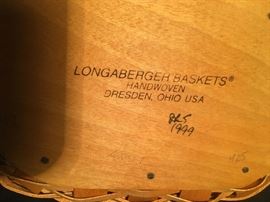 LONGABERGER BASKETS®
HANDWOVEN
DRESDEN, OHIO USA
1999